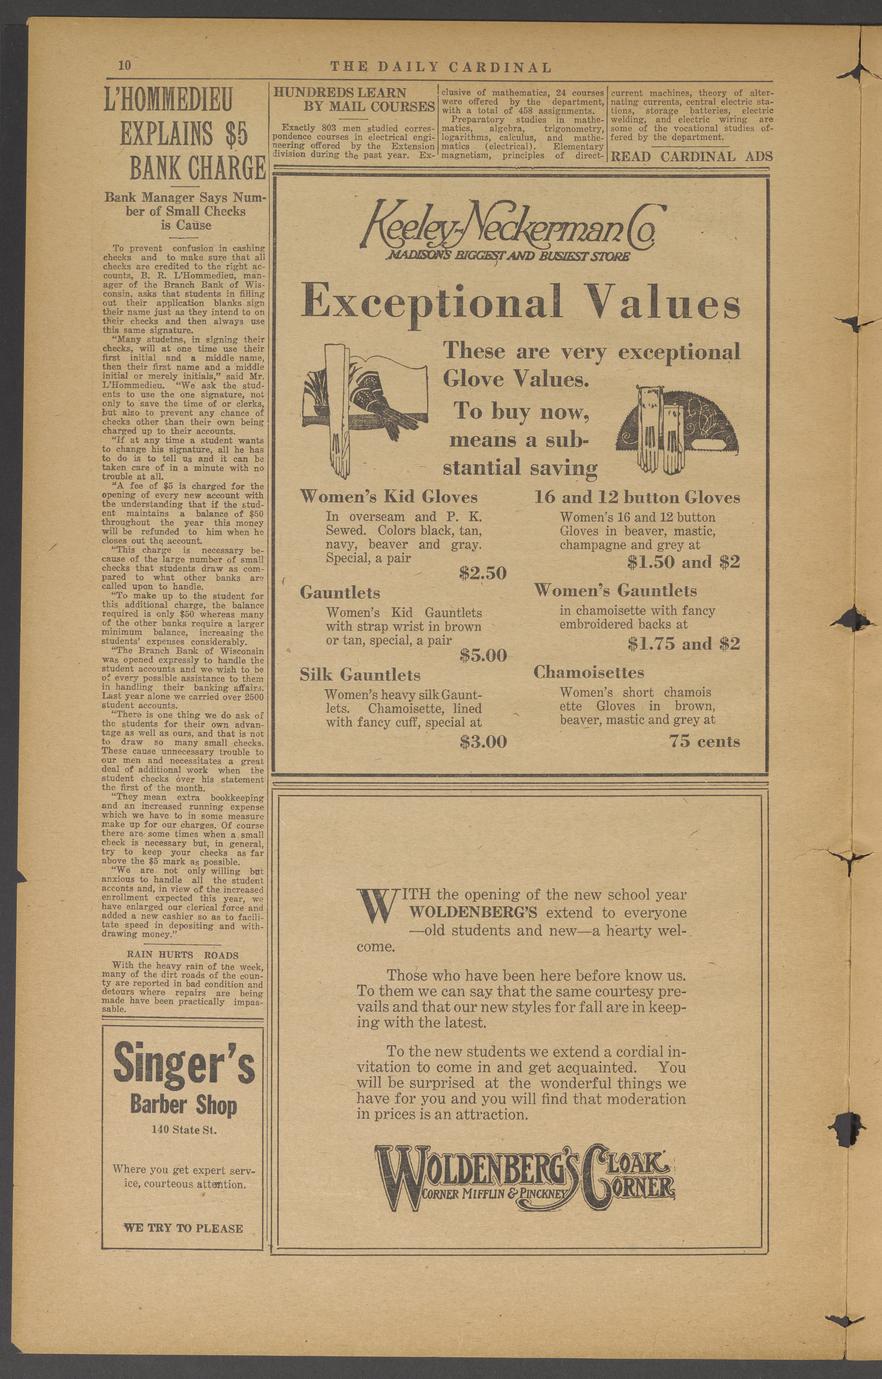 10
THE DAILY CARDINAL
L'HOMMEDIEU
EXPLAINS $5
BANK CHARGE
Bank Manager Says Num-
ber of Small Checks
is Cause
To prevent confusion in cashing
checks and to make sure that all
checks are credited to the right ac-
counts, B. R. L'Hommedieu, man-
ager of the Branch Bank of Wis-
consin, asks that students in filling
out their application blanks sign
their name just as they intend to on
their checks and then always use
this same signature.
"Many studetns, in signing their
checks, will at one time use their
first initial and a middle name,
then their first name and a middle
initial or merely initials," said Mr.
L'Hommedieu. "We ask the stud-
ents to use the one signature, not
only to save the time of or clerks,
but also to prevent any chance of
checks other than their own being
charged up to their accounts.
"If at any time a student wants
to change his signature, all he has
to do is to tell us and it can be
taken care of in a minute with no
trouble at all.
"A fee of $5 is charged for the
opening of every new account with
the understanding that if the stud-
ent maintains a balance of $50
throughout the year this money
will be refunded to him when he
closes out the account.
"This charge is necessary be-
cause of the large number of small
checks that students draw as com-
pared to what other banks are
called upon to handle.
"To make up to the student for
this additional charge, the balance
required is only $50 whereas many
of the other banks require a larger
minimum balance, increasing the
students' expenses considerably.
"The Branch Bank of Wisconsin
was opened expressly to handle the
student accounts and we wish to be
of every possible assistance to them
in handling their banking affairs.
Last year alone we carried over 2500
student accounts.
"There is one thing we do ask of
the students for their own advan-
tage as well as ours, and that is not
to draw so many small checks.
These cause unnecessary trouble to
our men and necessitates a great
deal of additional work when the
student checks over his statement
the first of the month.
"They mean extra bookkeeping
and an increased running expense
which we have to in some measure
make up for our charges. Of course
there are some times when a small
check is necessary but, in general,
try to keep your checks as far
above the $5 mark as possible.
"We are not only willing but
anxious to handle all the student
acconts and, in view of the increased
enrollment expected this year, we
have enlarged our clerical force and
added a new cashier so as to facili-
tate speed in depositing and with-
drawing money."
RAIN HURTS ROADS
With the heavy rain of the week,
many of the dirt roads of the coun-
ty are reported in bad condition and
detours where repairs are being
made have been practically impas-
sable.
Singer's
Barber Shop
140 State St.
Where you get expert serv-
ice, courteous attention.
WE TRY TO PLEASE
HUNDREDS LEARN
BY MAIL COURSES
Exactly 803 men studied corres-
pondence courses in electrical engi-
neering offered by the Extension
division during the past year. Ex-
clusive of mathematics, 24 courses
were offered by the department,
with a total of 458 assignments.
Preparatory studies in mathe-
matics, algebra, trigonometry,
logarithms, calculus, and mathe-
matics (electrical). Elementary
magnetism, principles of direct-
current machines, theory of alter-
nating currents, central electric sta-
tions, storage batteries, electric
welding, and electric wiring are
some of the vocational studies of-
fered by the department.
READ CARDINAL ADS
Keeley-Neckerman Co.
MADISON'S BIGGEST AND BUSIEST STORE
Exceptional Values
These are very exceptional
Glove Values.
To buy now,
means a sub-
stantial saving
Women's Kid Gloves
In overseam and P. K.
Sewed. Colors black, tan,
navy, beaver and gray.
Special, a pair
$2.50
Gauntlets
Women's Kid Gauntlets
with strap wrist in brown
or tan, special, a pair
$5.00
Silk Gauntlets
Women's heavy silk Gaunt-
lets. Chamoisette, lined
with fancy cuff, special at
$3.00
16 and 12 button Gloves
Women's 16 and 12 button
Gloves in beaver, mastic,
champagne and grey at
$1.50 and $2
Women's Gauntlets
in chamoisette with fancy
embroidered backs at
$1.75 and $2
Chamoisettes
Women's short chamois
ette Gloves in brown,
beaver, mastic and grey at
75 cents
WITH the opening of the new school year
WOLDENBERG'S extend to everyone
—old students and new—a hearty wel-
come.
Those who have been here before know us.
To them we can say that the same courtesy pre-
vails and that our new styles for fall are in keep-
ing with the latest.
To the new students we extend a cordial in-
vitation to come in and get acquainted. You
will be surprised at the wonderful things we
have for you and you will find that moderation
in prices is an attraction.
WOLDENBERG'S CLOAK CORNER
CORNER MIFFLIN & PINCKNEY